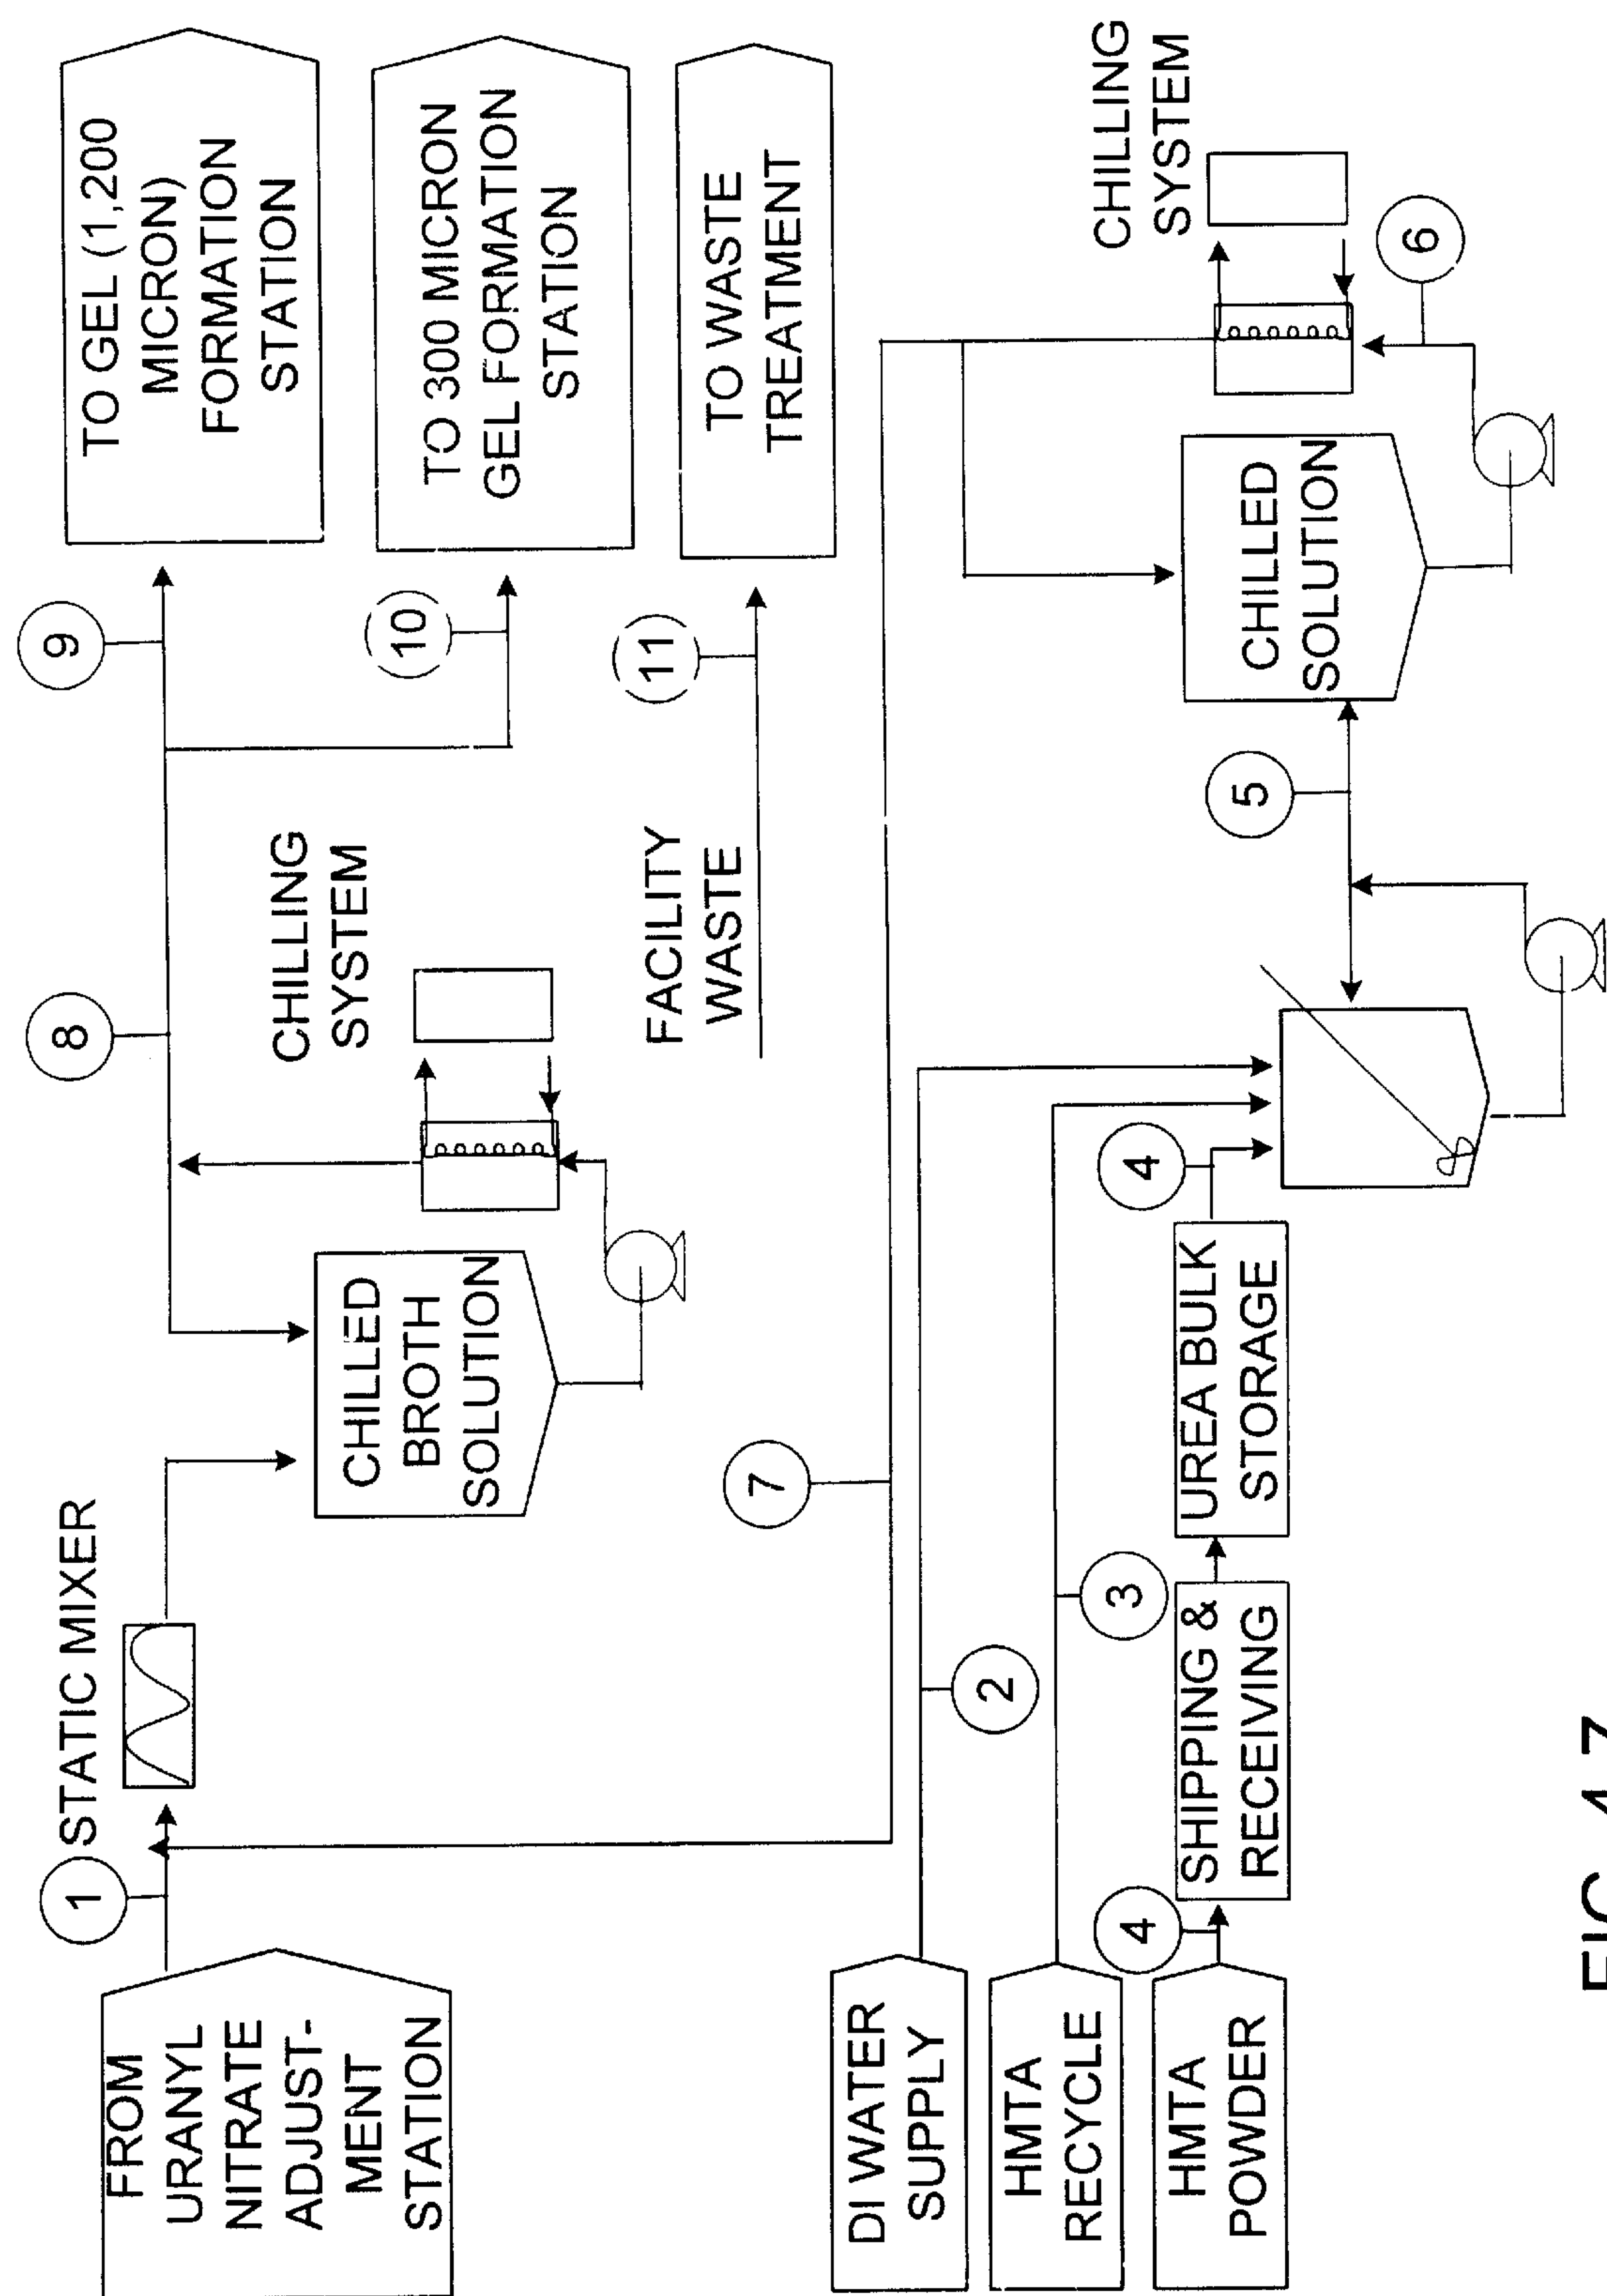 FROM
URANYL
NITRATE
ADJUST-
MENT
STATION
1
STATIC MIXER
CHILLED
BROTH
SOLUTION
CHILLING
SYSTEM
8
9
TO GEL (1,200
MICRON)
FORMATION
STATION
10
TO 300 MICRON
GEL FORMATION
STATION
FACILITY
WASTE
11
TO WASTE
TREATMENT
7
DI WATER
SUPPLY
2
HMTA
RECYCLE
3
HMTA
POWDER
4
SHIPPING &
RECEIVING
UREA BULK
STORAGE
4
5
CHILLED
SOLUTION
6
CHILLING
SYSTEM